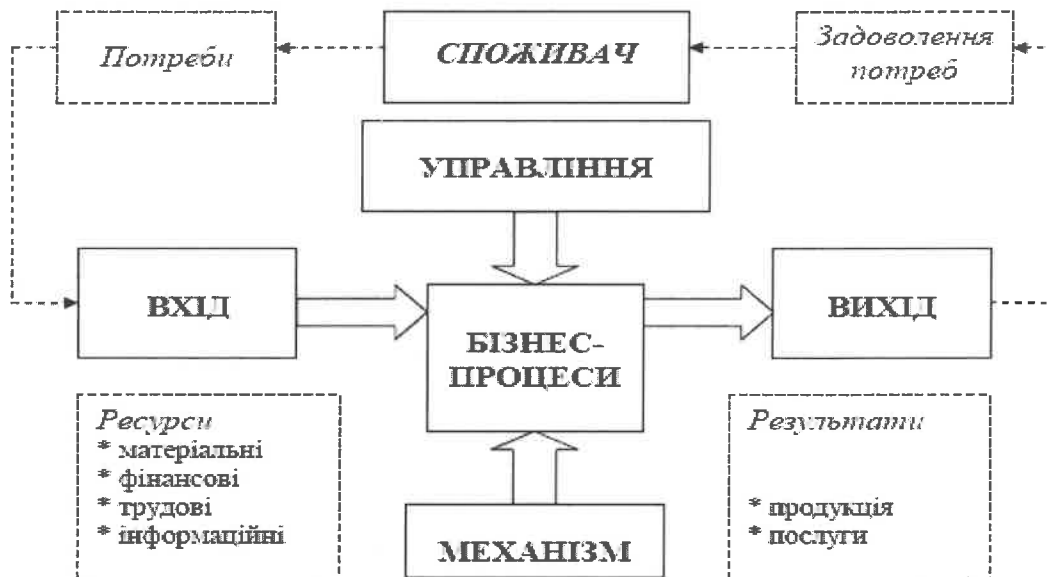 Потреби
СПОЖИВАЧ
Задоволення
потреб
УПРАВЛІННЯ
ВХІД
БІЗНЕС-
ПРОЦЕСИ
ВИХІД
Ресурси
* матеріальні
* фінансові
* трудові
* інформаційні
МЕХАНІЗМ
Результати
* продукція
* послуги